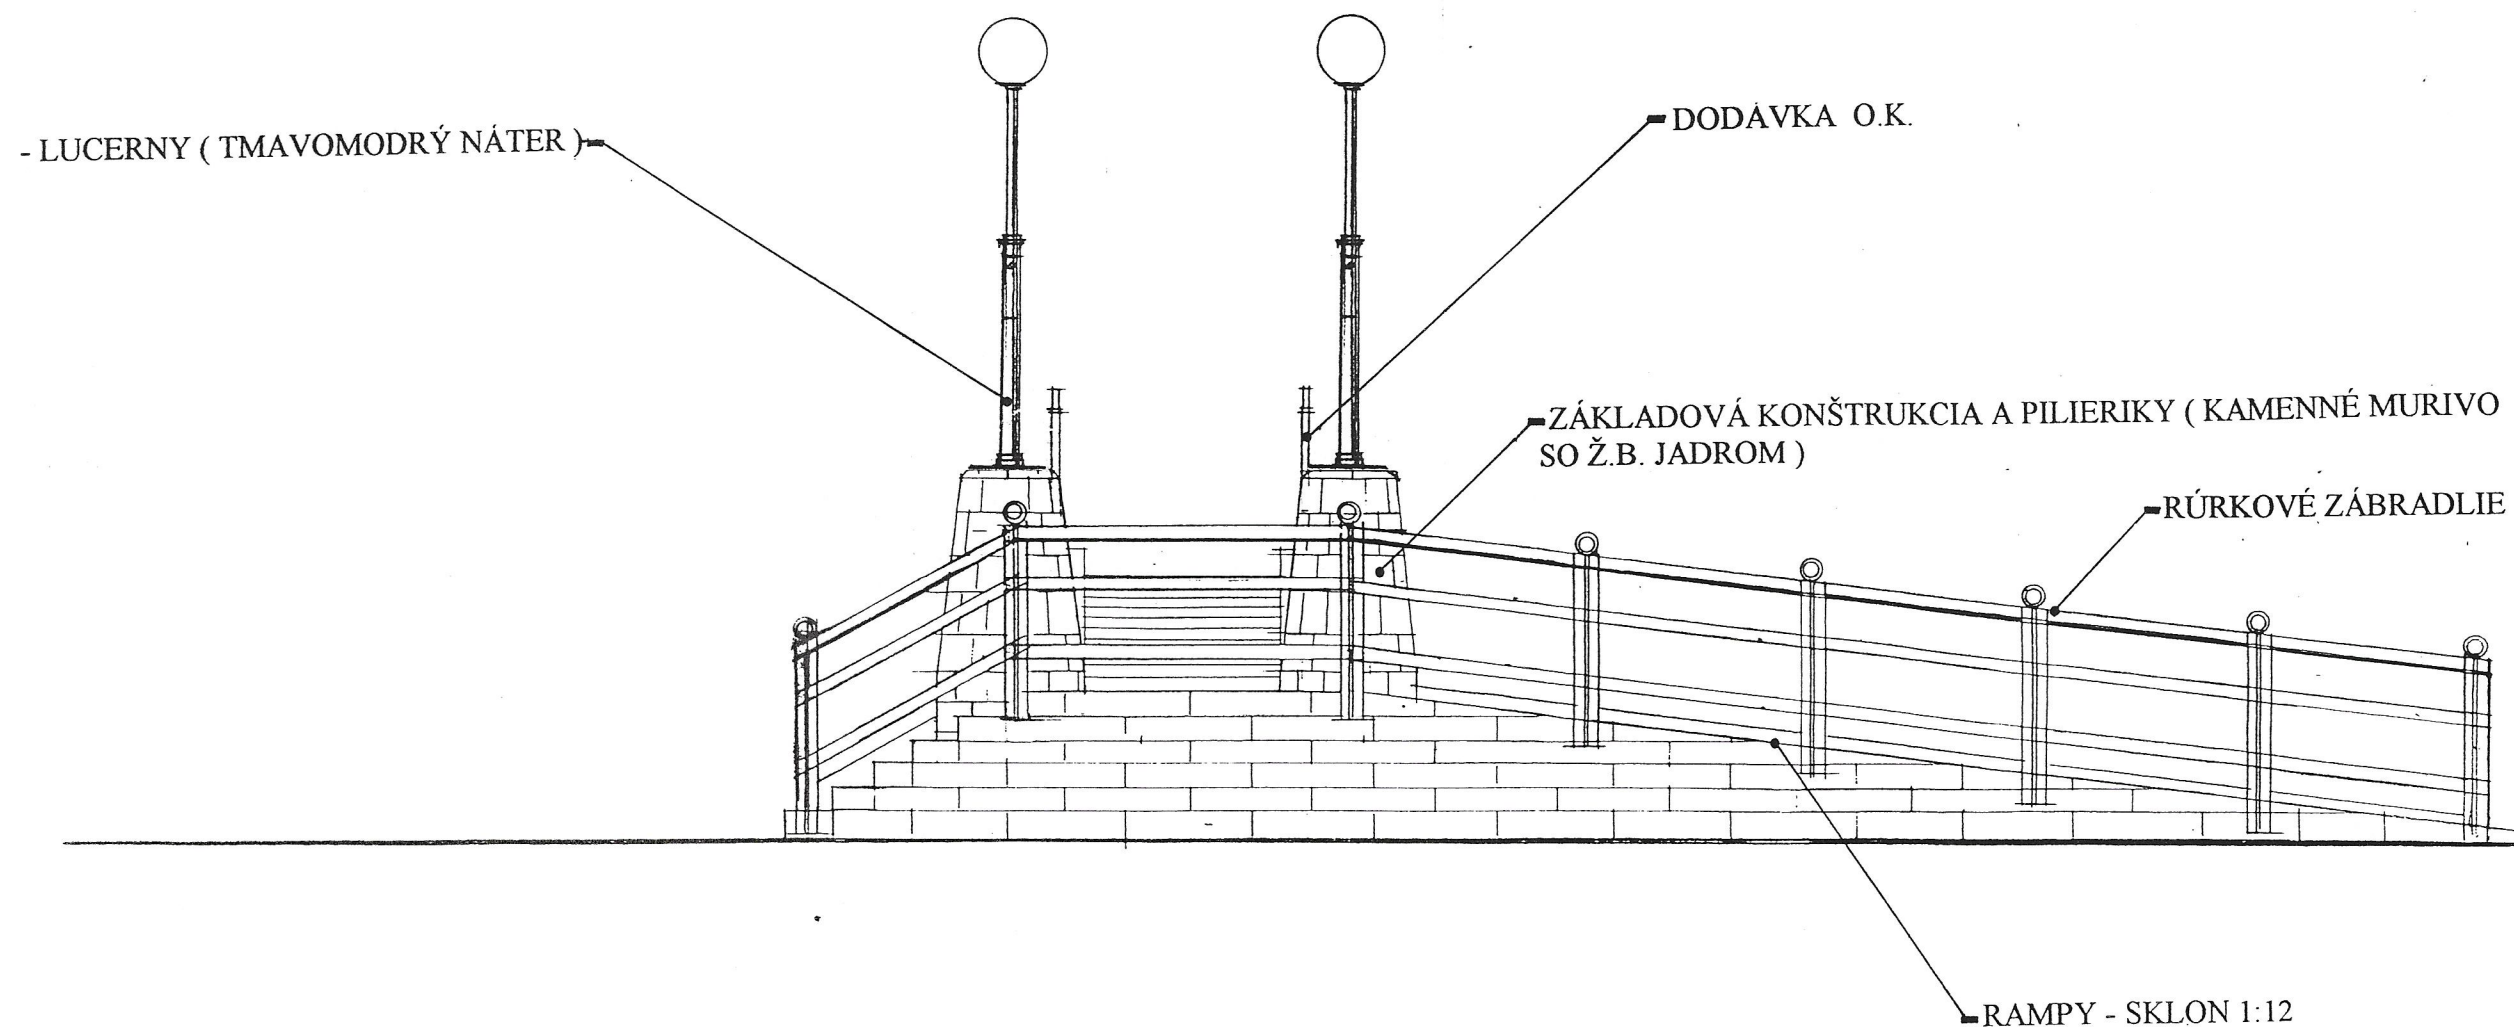 - LUCERNY ( TMAVOMODRÝ NÁTER )
DODÁVKA O.K.
ZÁKLADOVÁ KONŠTRUKCIA A PILIERIKY ( KAMENNÉ MURIVO
SO Ž.B. JADROM )
RÚRKOVÉ ZÁBRADLIE
RAMPY - SKLON 1:12